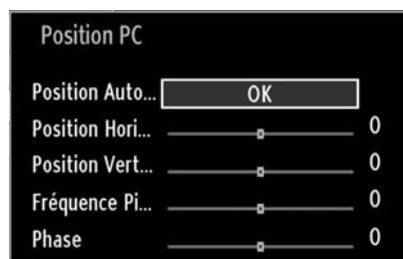 Position PC
Position Auto... OK
Position Hori... 0
Position Vert... 0
Fréquence Pi... 0
Phase 0